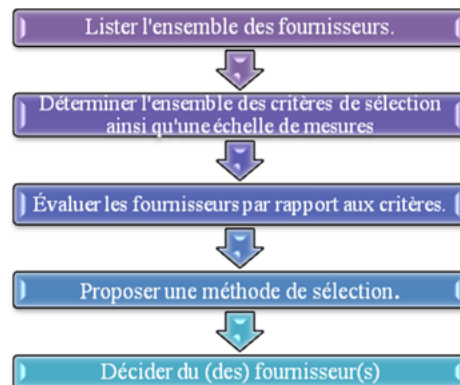 Lister l'ensemble des fournisseurs.
Déterminer l'ensemble des critères de sélection
ainsi qu'une échelle de mesures
Évaluer les fournisseurs par rapport aux critères.
Proposer une méthode de sélection.
Décider du (des) fournisseur(s)